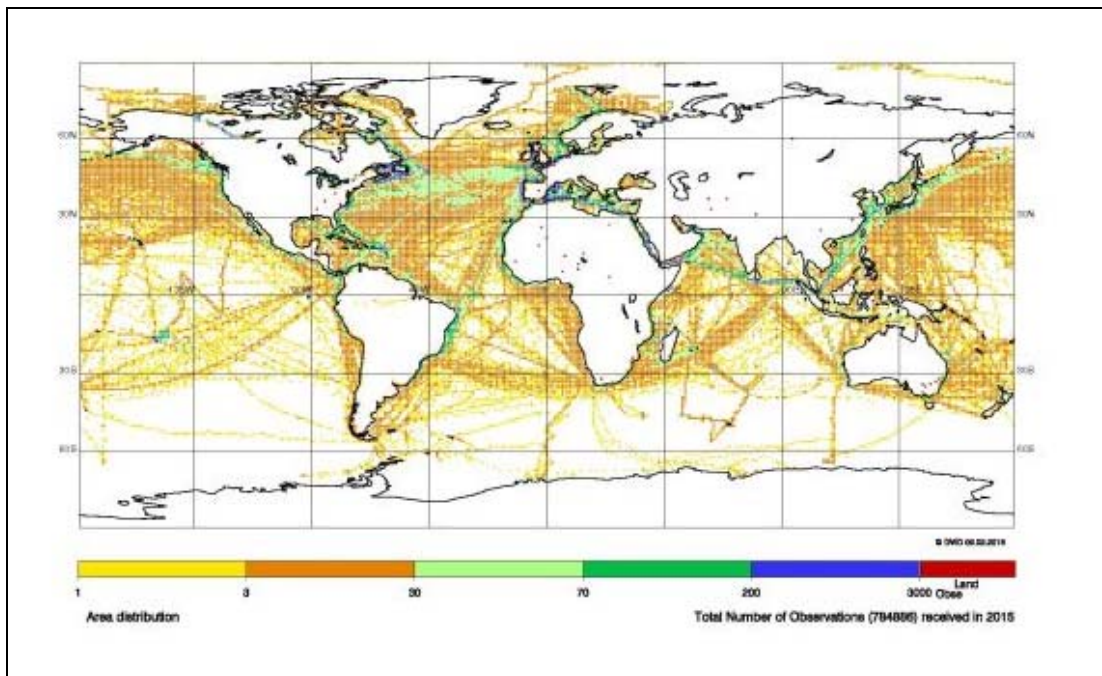 60N 60N
30N 30N
30S 30S
60S 60S
© DWD
1 3 30 70 200 3000 Land
Obse
Area distribution Total Number of Observations (784886) received in 2015